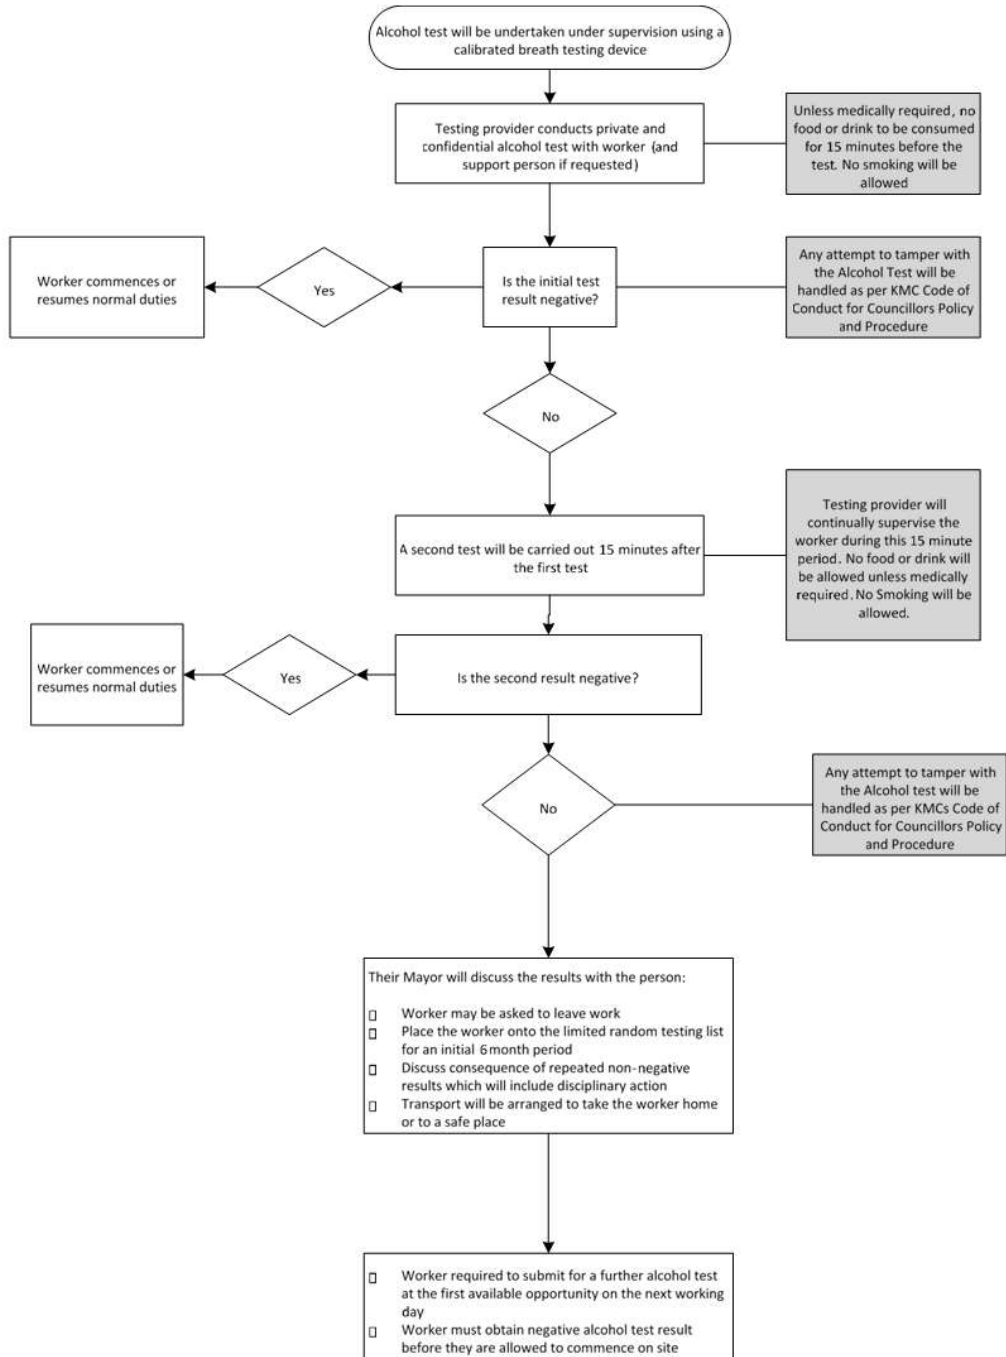 Alcohol test will be undertaken under supervision using a
calibrated breath testing device
Testing provider conducts private and
confidential alcohol test with worker (and
support person if requested)
Unless medically required, no
food or drink to be consumed
for 15 minutes before the
test. No smoking will be
allowed
Worker commences or
resumes normal duties
Yes
Is the initial test
result negative?
Any attempt to tamper with
the Alcohol Test will be
handled as per KMC Code of
Conduct for Councillors Policy
and Procedure
No
A second test will be carried out 15 minutes after
the first test
Testing provider will
continually supervise the
worker during this 15 minute
period. No food or drink will
be allowed unless medically
required. No Smoking will be
allowed.
Worker commences or
resumes normal duties
Yes
Is the second result negative?
No
Any attempt to tamper with
the Alcohol test will be
handled as per KMCs Code of
Conduct for Councillors Policy
and Procedure
Their Mayor will discuss the results with the person:
Worker may be asked to leave work
Place the worker onto the limited random testing list
for an initial 6 month period
Discuss consequence of repeated non-negative
results which will include disciplinary action
Transport will be arranged to take the worker home
or to a safe place
Worker required to submit for a further alcohol test
at the first available opportunity on the next working
day
Worker must obtain negative alcohol test result
before they are allowed to commence on site